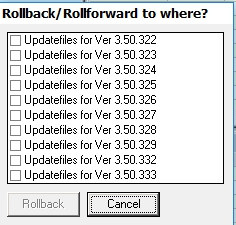 Rollback/Rollforward to where?
Updatefiles for Ver 3.50.322
Updatefiles for Ver 3.50.323
Updatefiles for Ver 3.50.324
Updatefiles for Ver 3.50.325
Updatefiles for Ver 3.50.326
Updatefiles for Ver 3.50.327
Updatefiles for Ver 3.50.328
Updatefiles for Ver 3.50.329
Updatefiles for Ver 3.50.332
Updatefiles for Ver 3.50.333
Rollback Cancel